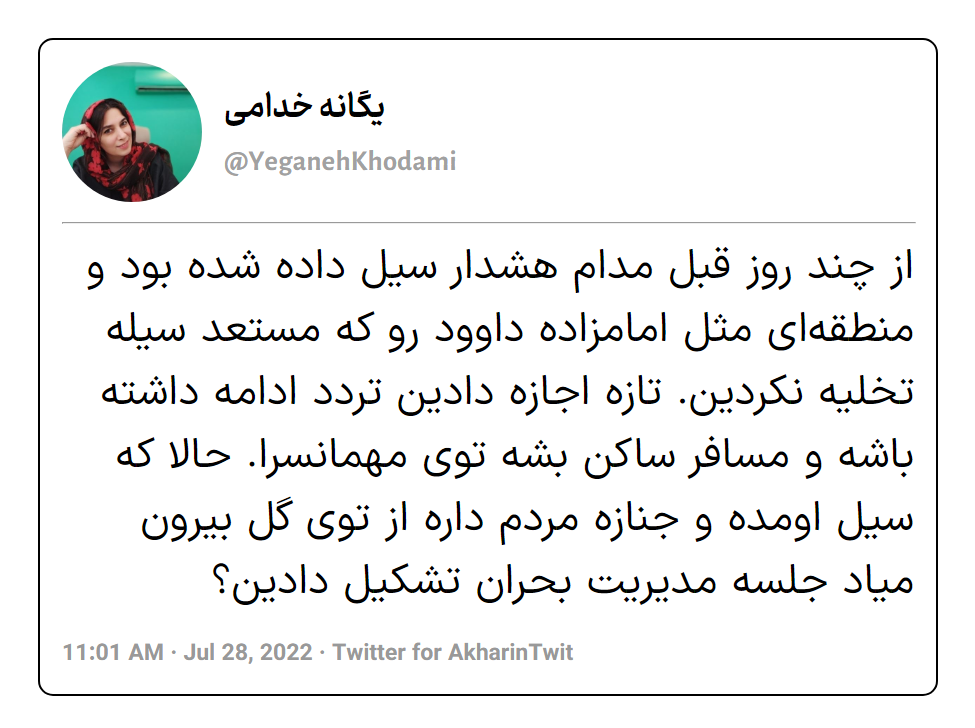 یگانه خدامی
@YeganehKhodami
از چند روز قبل مدام هشدار سیل داده شده بود و
منطقه‌ای مثل امامزاده داوود رو که مستعد سیله
تخلیه نکردین. تازه اجازه دادین تردد ادامه داشته
باشه و مسافر ساکن بشه توی مهمانسرا. حالا که
سیل اومده و جنازه مردم داره از توی گل بیرون
میاد جلسه مدیریت بحران تشکیل دادین؟
11:01 AM · Jul 28, 2022 · Twitter for AkharinTwit